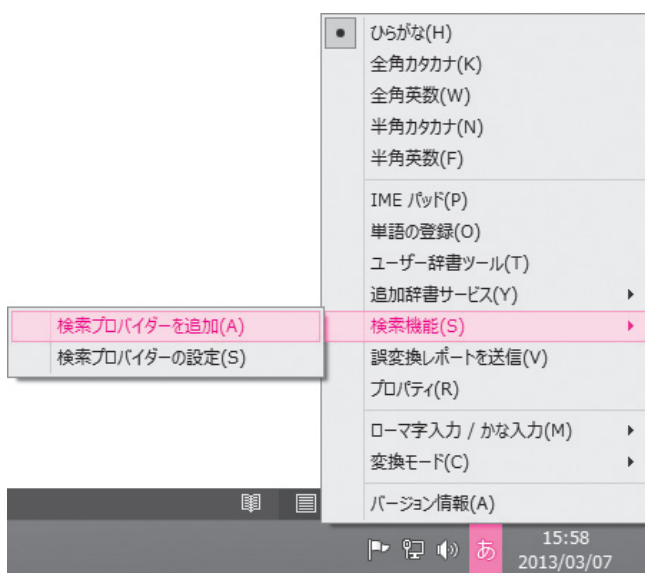 ひらがな(H)
全角カタカナ(K)
全角英数(W)
半角カタカナ(N)
半角英数(F)
IME パッド(P)
単語の登録(O)
ユーザー辞書ツール(T)
追加辞書サービス(Y)
検索機能(S)
検索プロバイダーを追加(A)
検索プロバイダーの設定(S)
誤変換レポートを送信(V)
プロパティ(R)
ローマ字入力 / かな入力(M)
変換モード(C)
バージョン情報(A)
あ
15:58
2013/03/07